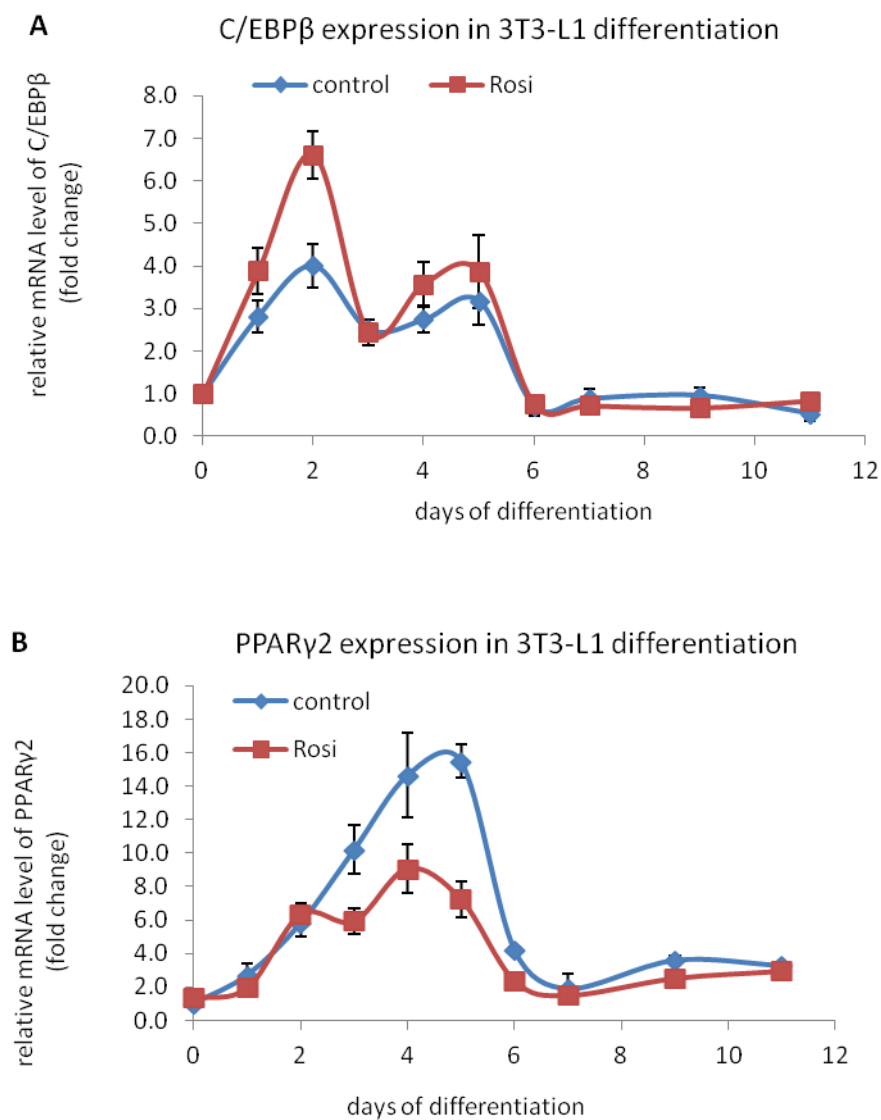 A
C/EBPβ expression in 3T3-L1 differentiation
relative mRNA level of C/EBPβ
(fold change)
control
Rosi
8.0
7.0
6.0
5.0
4.0
3.0
2.0
1.0
0.0
0 2 4 6 8 10 12
days of differentiation
B
PPARγ2 expression in 3T3-L1 differentiation
relative mRNA level of PPARγ2
(fold change)
control
Rosi
20.0
18.0
16.0
14.0
12.0
10.0
8.0
6.0
4.0
2.0
0.0
0 2 4 6 8 10 12
days of differentiation